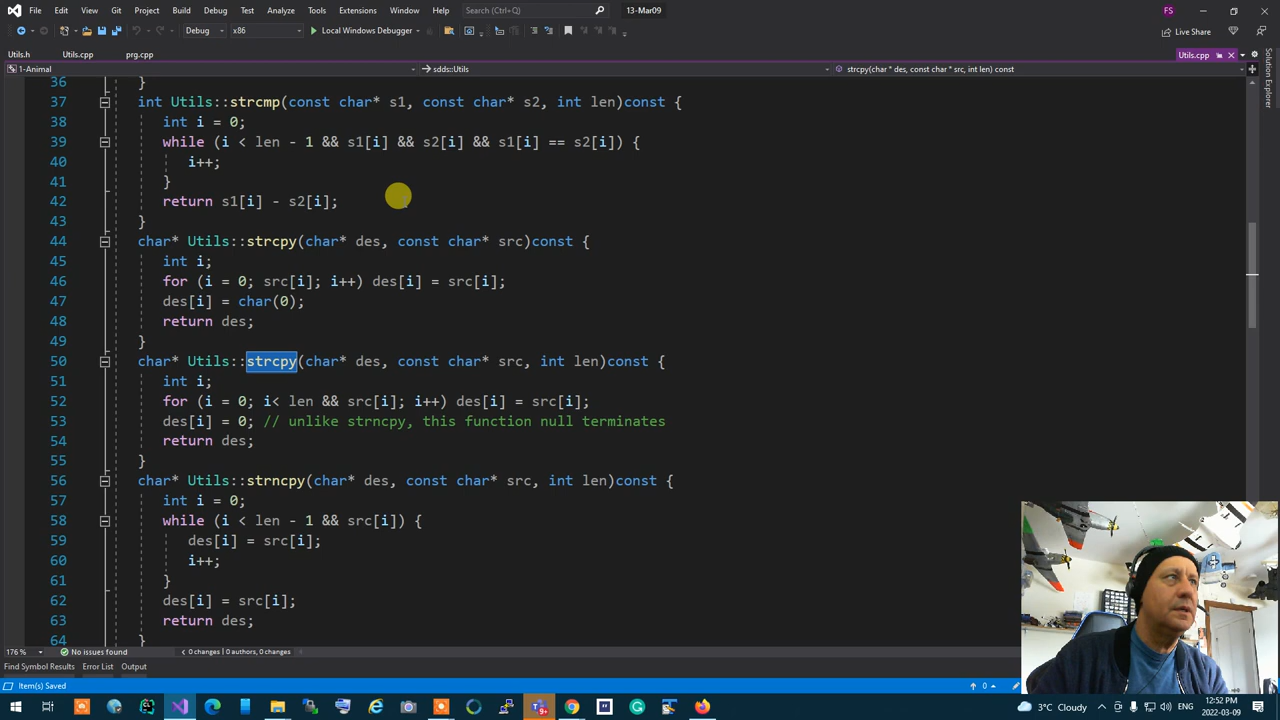 File Edit View Git Project Build Debug Test Analyze Tools Extensions Window Help Search (Ctrl+Q) 13-Mar09 FS
Debug x86 Local Windows Debugger Live Share
Utils.h Utils.cpp prg.cpp Utils.cpp
1-Animal sdds::Utils strcpy(char * des, const char * src, int len) const
Solution Explorer
36 }
37 int Utils::strcmp(const char* s1, const char* s2, int len)const {
38 int i = 0;
39 while (i < len - 1 && s1[i] && s2[i] && s1[i] == s2[i]) {
40 i++;
41 }
42 return s1[i] - s2[i];
43 }
44 char* Utils::strcpy(char* des, const char* src)const {
45 int i;
46 for (i = 0; src[i]; i++) des[i] = src[i];
47 des[i] = char(0);
48 return des;
49 }
50 char* Utils::strcpy(char* des, const char* src, int len)const {
51 int i;
52 for (i = 0; i< len && src[i]; i++) des[i] = src[i];
53 des[i] = 0; // unlike strncpy, this function null terminates
54 return des;
55 }
56 char* Utils::strncpy(char* des, const char* src, int len)const {
57 int i = 0;
58 while (i < len - 1 && src[i]) {
59 des[i] = src[i];
60 i++;
61 }
62 des[i] = src[i];
63 return des;
64 }
176 % No issues found 0 changes | 0 authors, 0 changes
Find Symbol Results Error List Output
Item(s) Saved 0
3°C Cloudy ENG 12:52 PM
2022-03-09